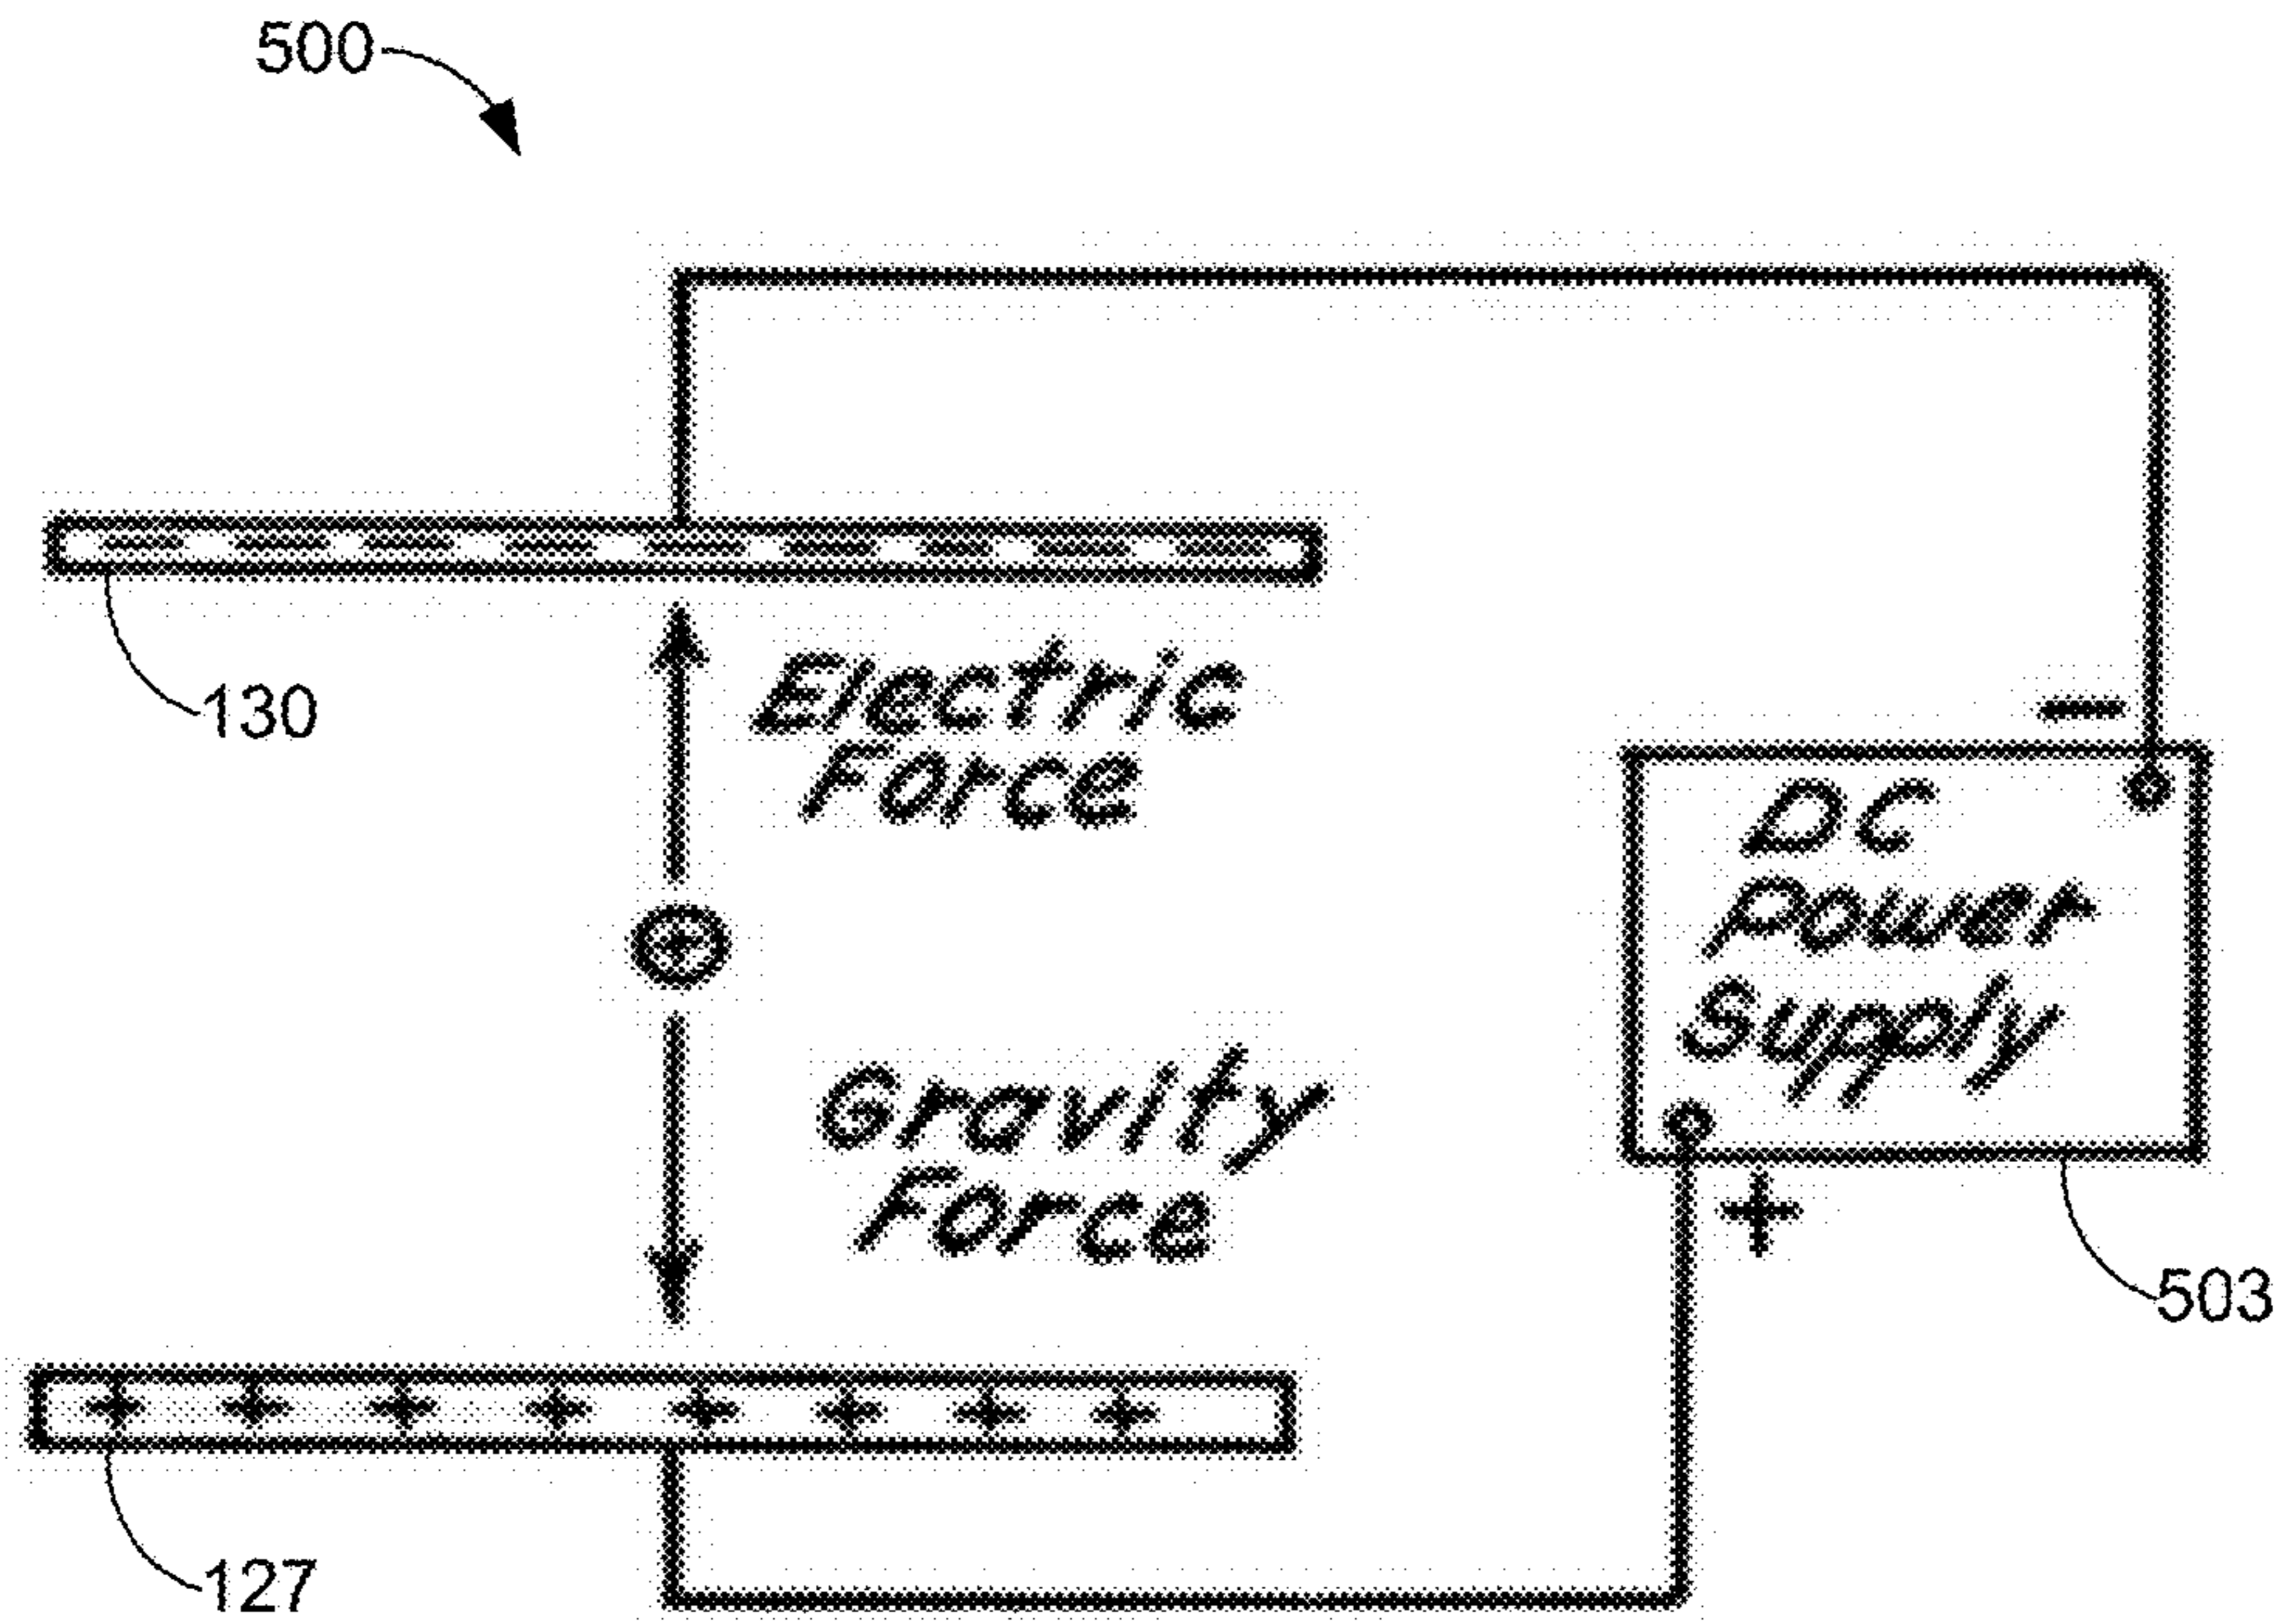 500
130
Electric
Force
−
DC
Power
Supply
Gravity
Force
+
503
127